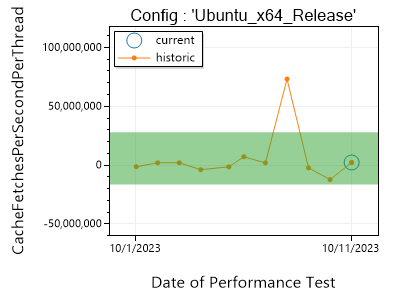 Config : 'Ubuntu_x64_Release'
current
historic
CacheFetchesPerSecondPerThread
100,000,000
50,000,000
0
-50,000,000
10/1/2023
10/11/2023
Date of Performance Test